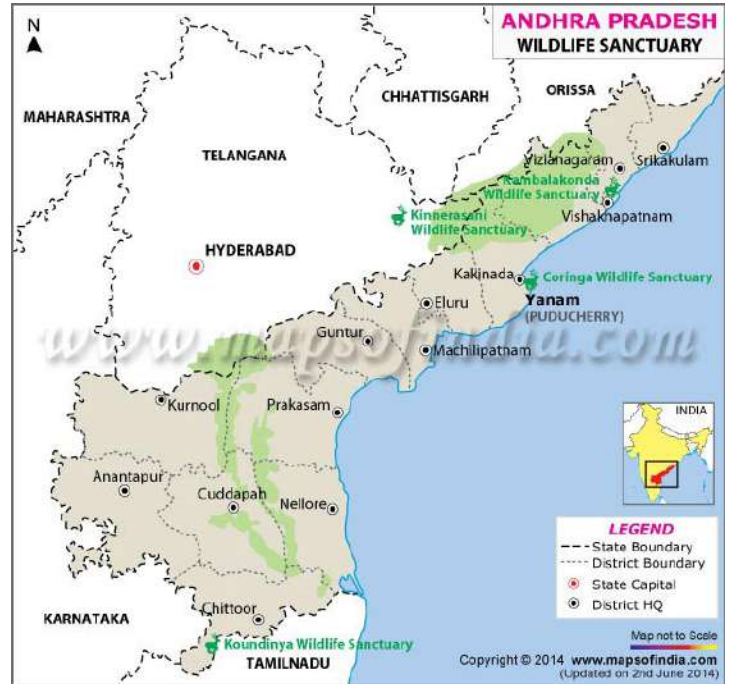 N
ANDHRA PRADESH
WILDLIFE SANCTUARY
ORISSA
CHHATTISGARH
MAHARASHTRA
TELANGANA
Vizianagaram
Srikakulam
Kambalakonda
Wildlife Sanctuary
Vishakhapatnam
Kinnerasani
Wildlife Sanctuary
HYDERABAD
Kakinada
Coringa Wildlife Sanctuary
Yanam
(PUDUCHERRY)
Eluru
Guntur
www.mapsofindia.com
Machilipatnam
Kurnool
Prakasam
INDIA
Anantapur
Cuddapah
Nellore
LEGEND
State Boundary
District Boundary
State Capital
District HQ
KARNATAKA
Chittoor
Koundinya Wildlife Sanctuary
TAMILNADU
Map not to Scale
Copyright © 2014 www.mapsofindia.com
(Updated on 2nd June 2014)